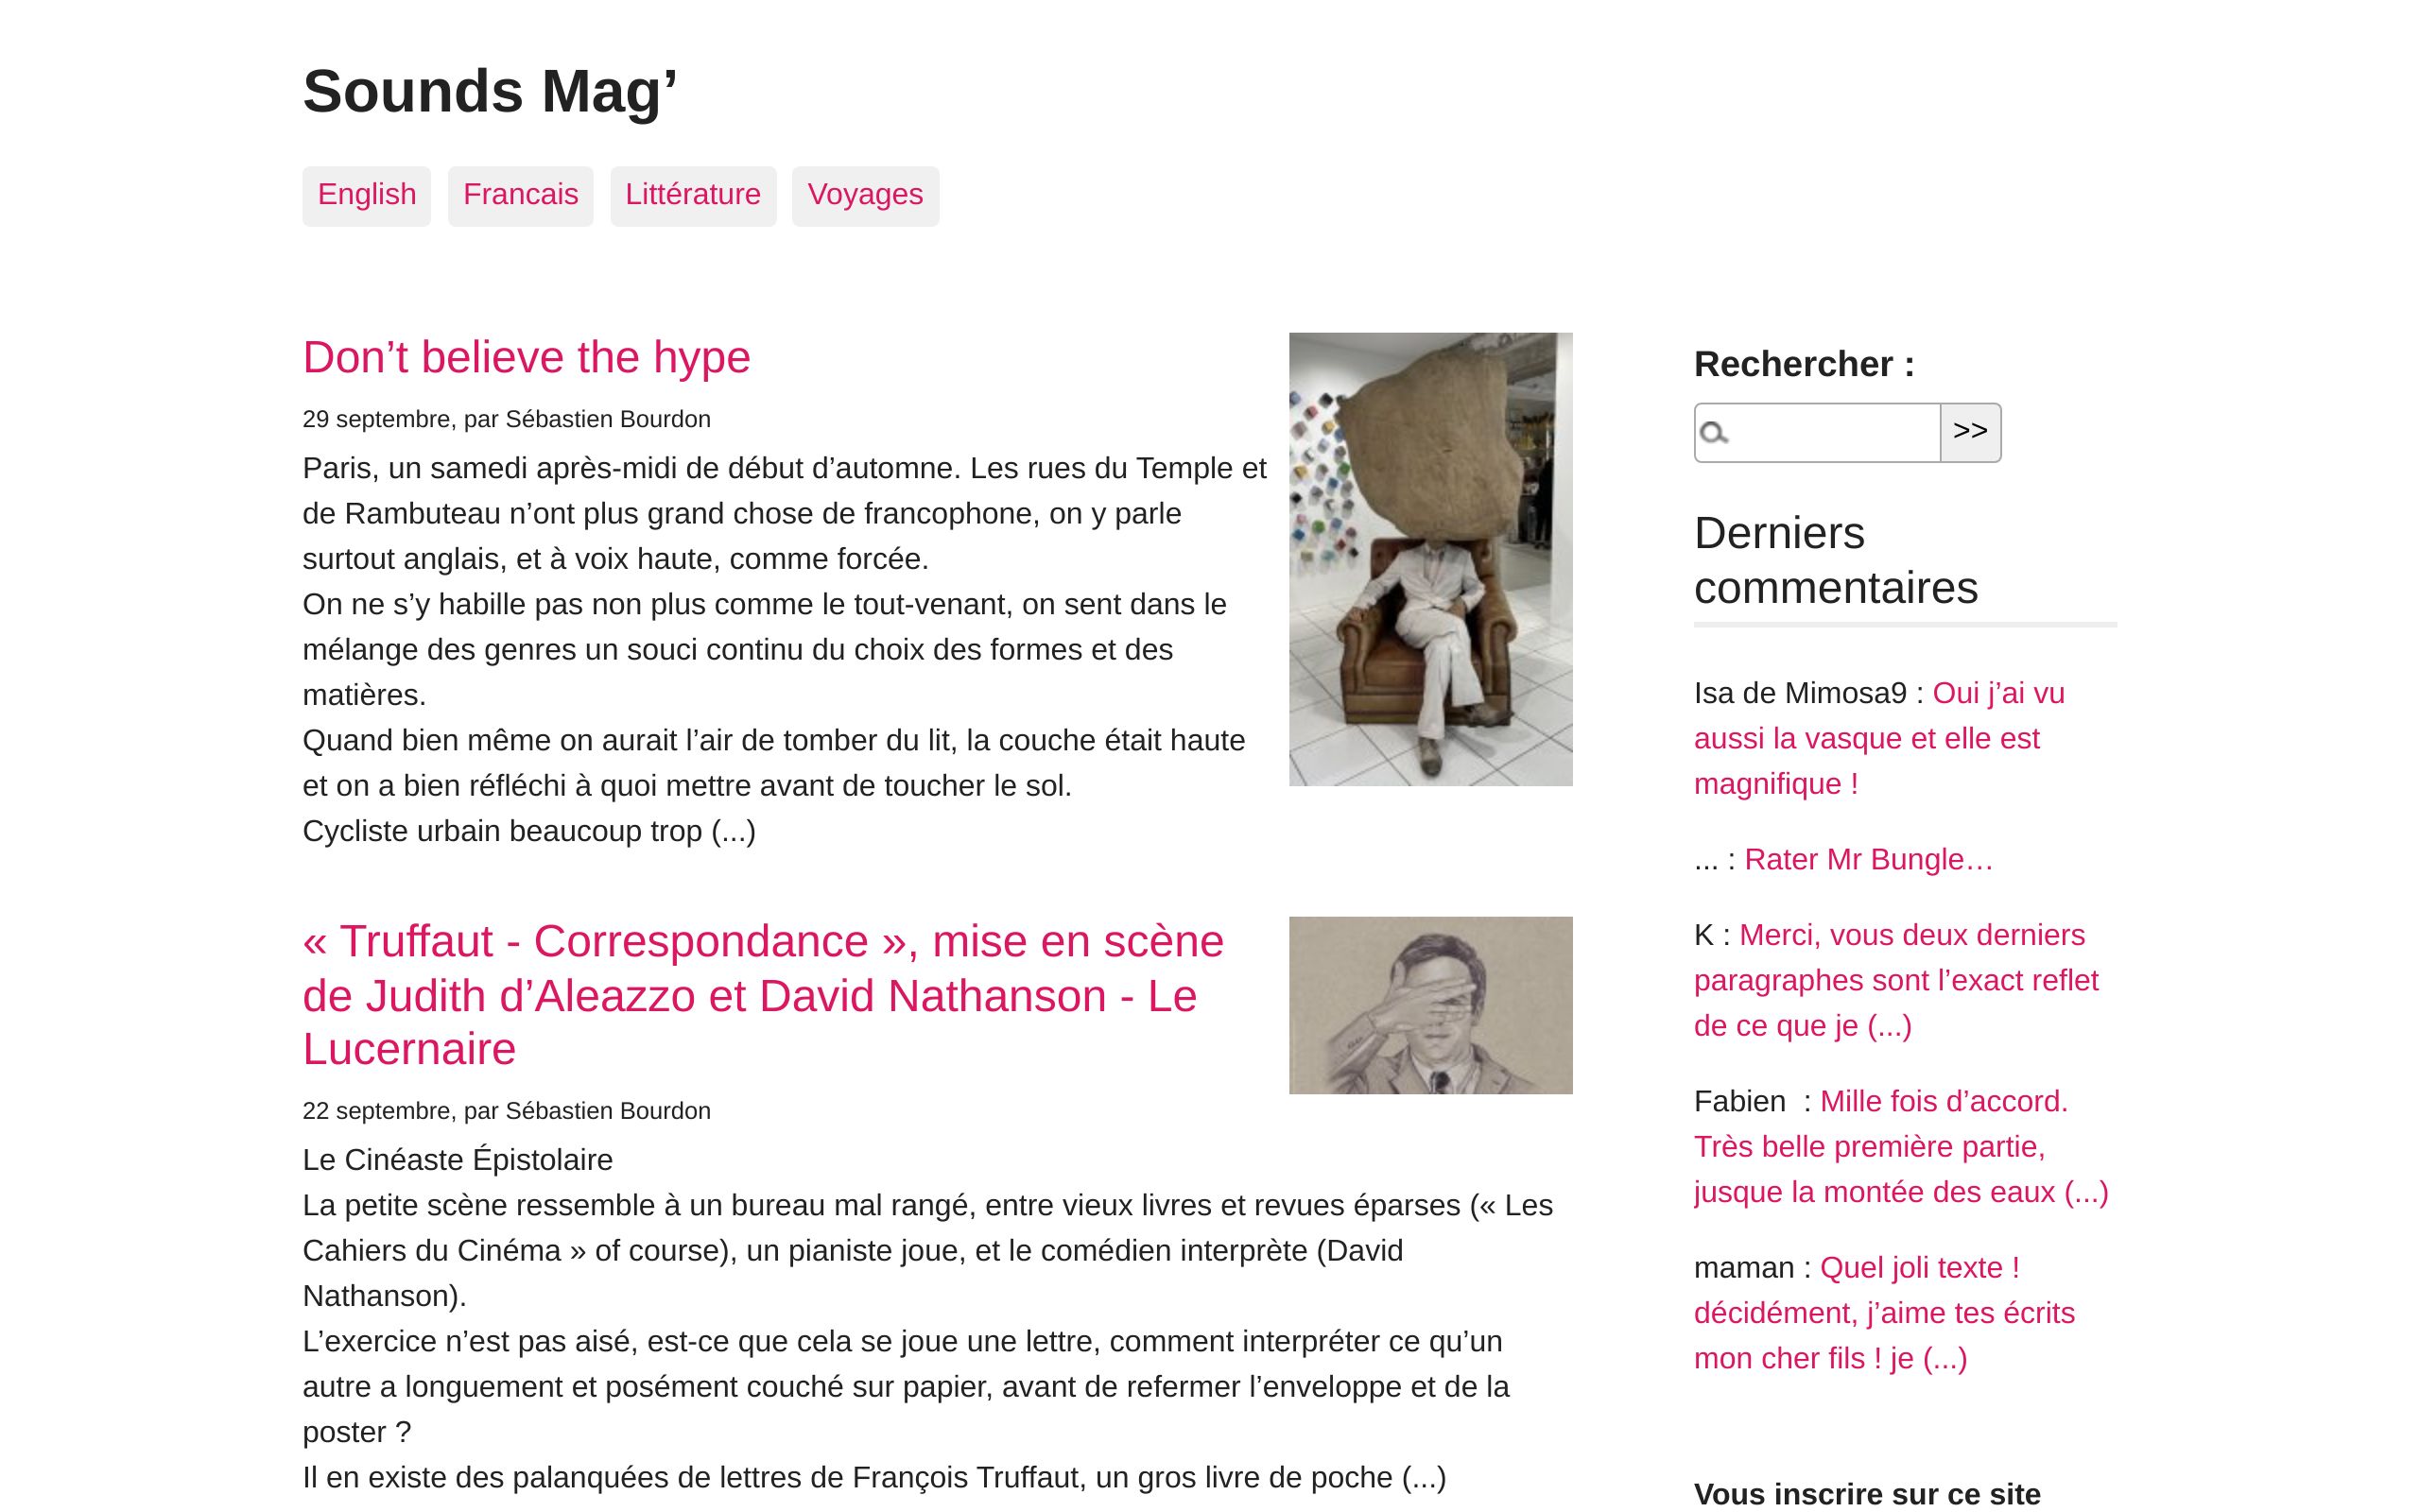 Sounds Mag’
English
Francais
Littérature
Voyages
Don’t believe the hype
29 septembre, par Sébastien Bourdon
Paris, un samedi après-midi de début d’automne. Les rues du Temple et
de Rambuteau n’ont plus grand chose de francophone, on y parle
surtout anglais, et à voix haute, comme forcée.
On ne s’y habille pas non plus comme le tout-venant, on sent dans le
mélange des genres un souci continu du choix des formes et des
matières.
Quand bien même on aurait l’air de tomber du lit, la couche était haute
et on a bien réfléchi à quoi mettre avant de toucher le sol.
Cycliste urbain beaucoup trop (...)
« Truffaut - Correspondance », mise en scène
de Judith d’Aleazzo et David Nathanson - Le
Lucernaire
22 septembre, par Sébastien Bourdon
Le Cinéaste Épistolaire
La petite scène ressemble à un bureau mal rangé, entre vieux livres et revues éparses (« Les
Cahiers du Cinéma » of course), un pianiste joue, et le comédien interprète (David
Nathanson).
L’exercice n’est pas aisé, est-ce que cela se joue une lettre, comment interpréter ce qu’un
autre a longuement et posément couché sur papier, avant de refermer l’enveloppe et de la
poster ?
Il en existe des palanquées de lettres de François Truffaut, un gros livre de poche (...)
Rechercher :
>>
Derniers
commentaires
Isa de Mimosa9 : Oui j’ai vu
aussi la vasque et elle est
magnifique !
... : Rater Mr Bungle…
K : Merci, vous deux derniers
paragraphes sont l’exact reflet
de ce que je (...)
Fabien  : Mille fois d’accord.
Très belle première partie,
jusque la montée des eaux (...)
maman : Quel joli texte !
décidément, j’aime tes écrits
mon cher fils ! je (...)
Vous inscrire sur ce site